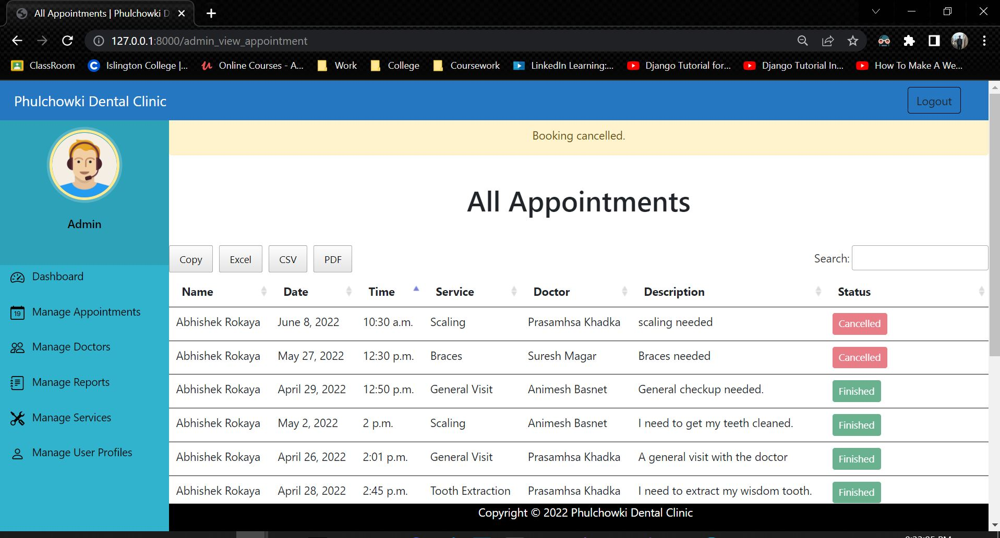 All Appointments | Phulchowki D
127.0.0.1:8000/admin_view_appointment
ClassRoom Islington College |... Online Courses - A... Work College Coursework LinkedIn Learning:... Django Tutorial for... Django Tutorial In... How To Make A We...
Phulchowki Dental Clinic Logout
Booking cancelled.
Admin
Dashboard
19 Manage Appointments
Manage Doctors
Manage Reports
Manage Services
Manage User Profiles
All Appointments
Copy Excel CSV PDF Search:
Name Date Time Service Doctor Description Status
Abhishek Rokaya June 8, 2022 10:30 a.m. Scaling Prasamhsa Khadka scaling needed Cancelled
Abhishek Rokaya May 27, 2022 12:30 p.m. Braces Suresh Magar Braces needed Cancelled
Abhishek Rokaya April 29, 2022 12:50 p.m. General Visit Animesh Basnet General checkup needed. Finished
Abhishek Rokaya May 2, 2022 2 p.m. Scaling Animesh Basnet I need to get my teeth cleaned. Finished
Abhishek Rokaya April 26, 2022 2:01 p.m. General Visit Prasamhsa Khadka A general visit with the doctor Finished
Abhishek Rokaya April 28, 2022 2:45 p.m. Tooth Extraction Prasamhsa Khadka I need to extract my wisdom tooth. Finished
Copyright © 2022 Phulchowki Dental Clinic